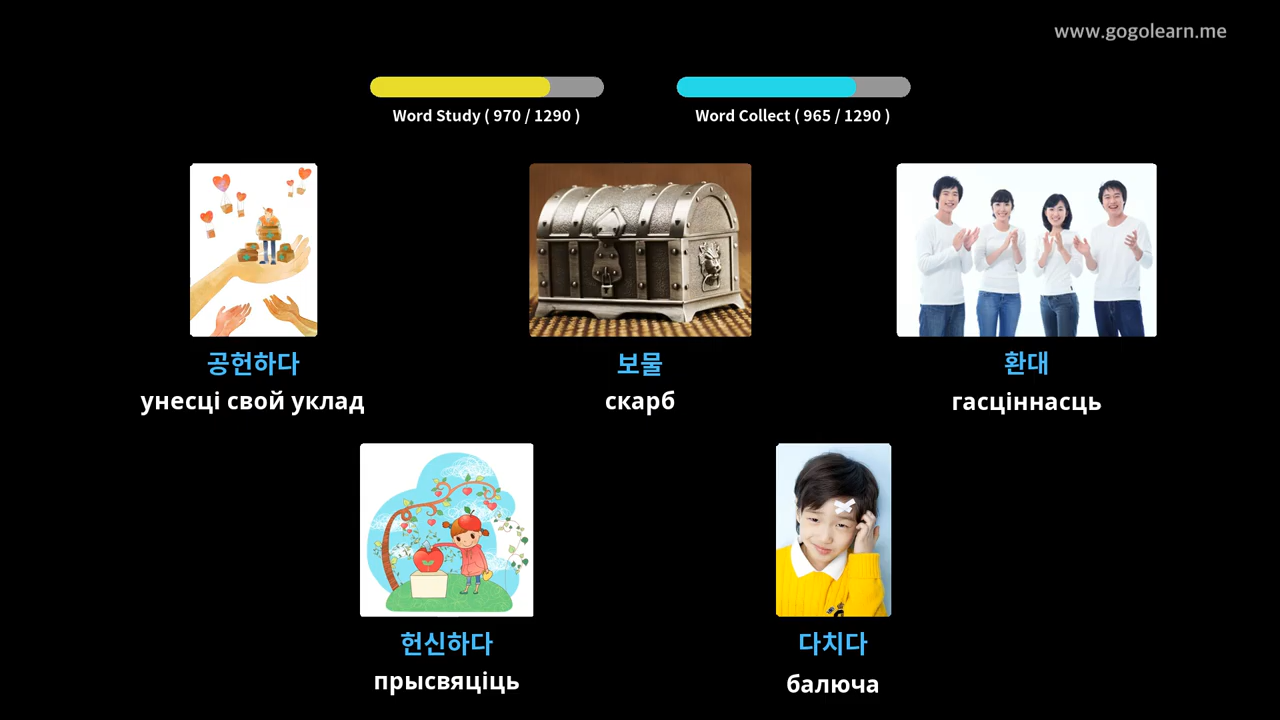 www.gogolearn.me
Word Study ( 970 / 1290 )
Word Collect ( 965 / 1290 )
공헌하다
унесці свой уклад
보물
скарб
환대
гасціннасць
헌신하다
прысвяціць
다치다
балюча